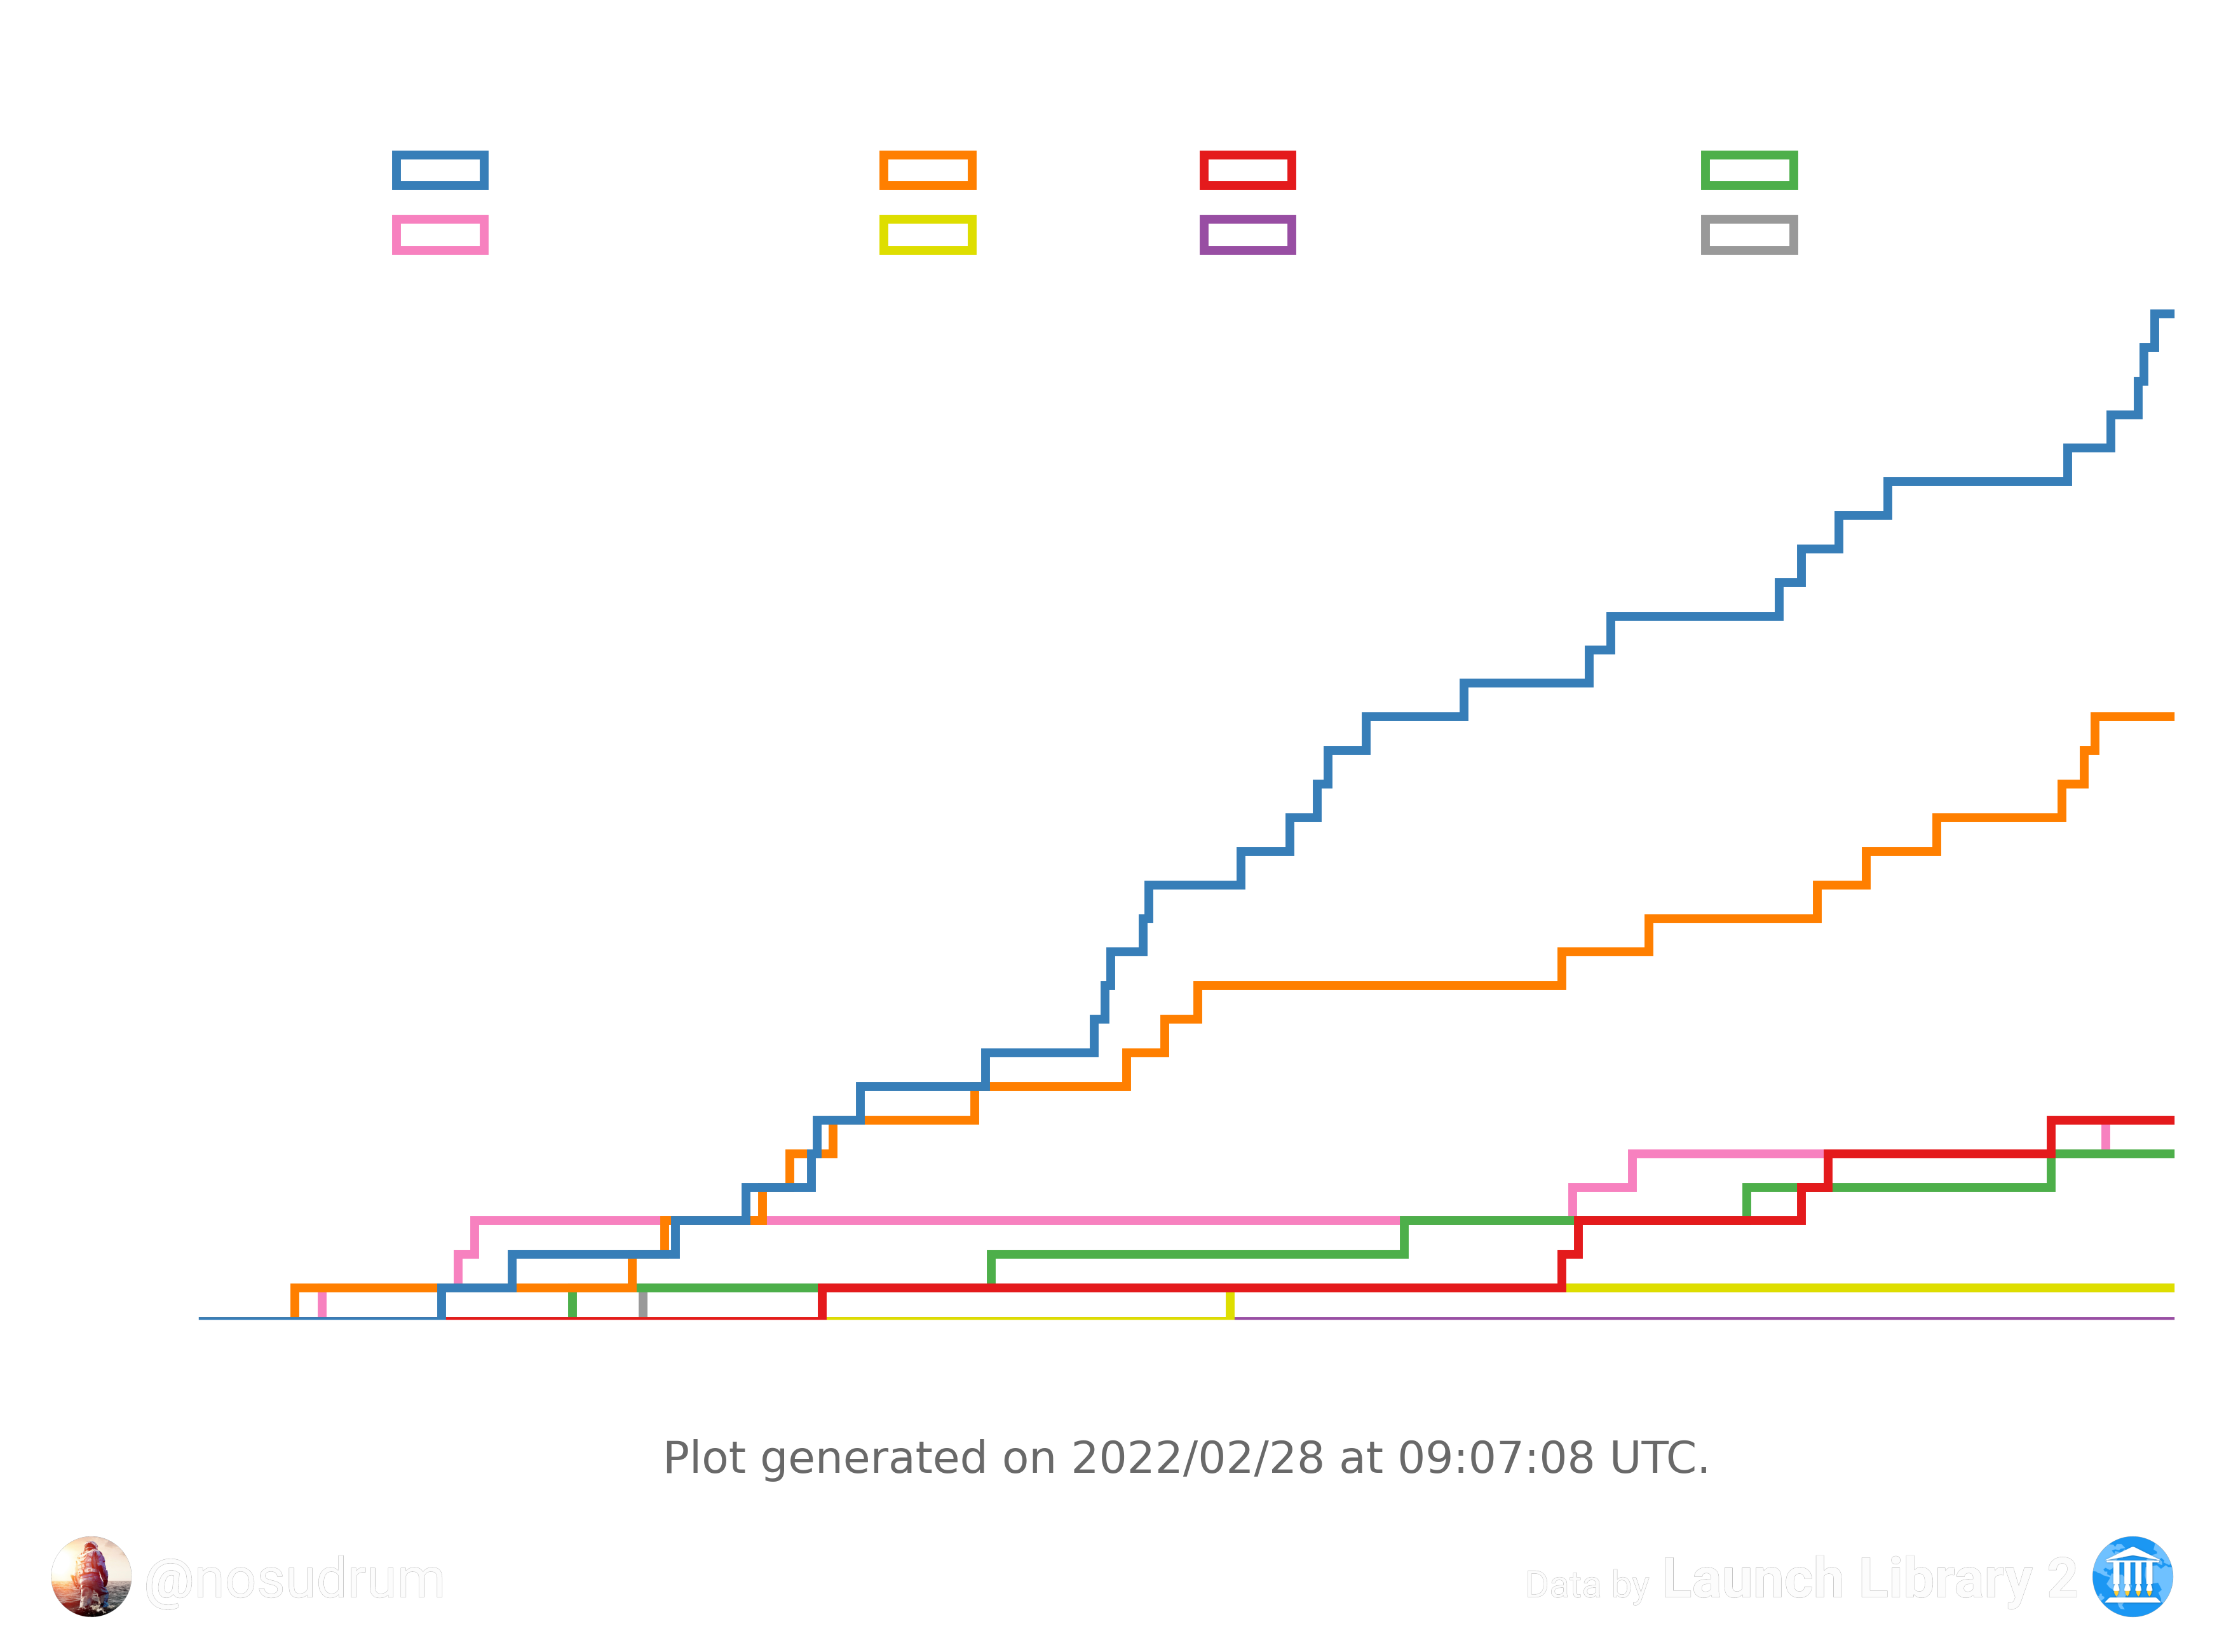 Plot generated on 2022/02/28 at 09:07:08 UTC.
@nosudrum
Data by Launch Library 2